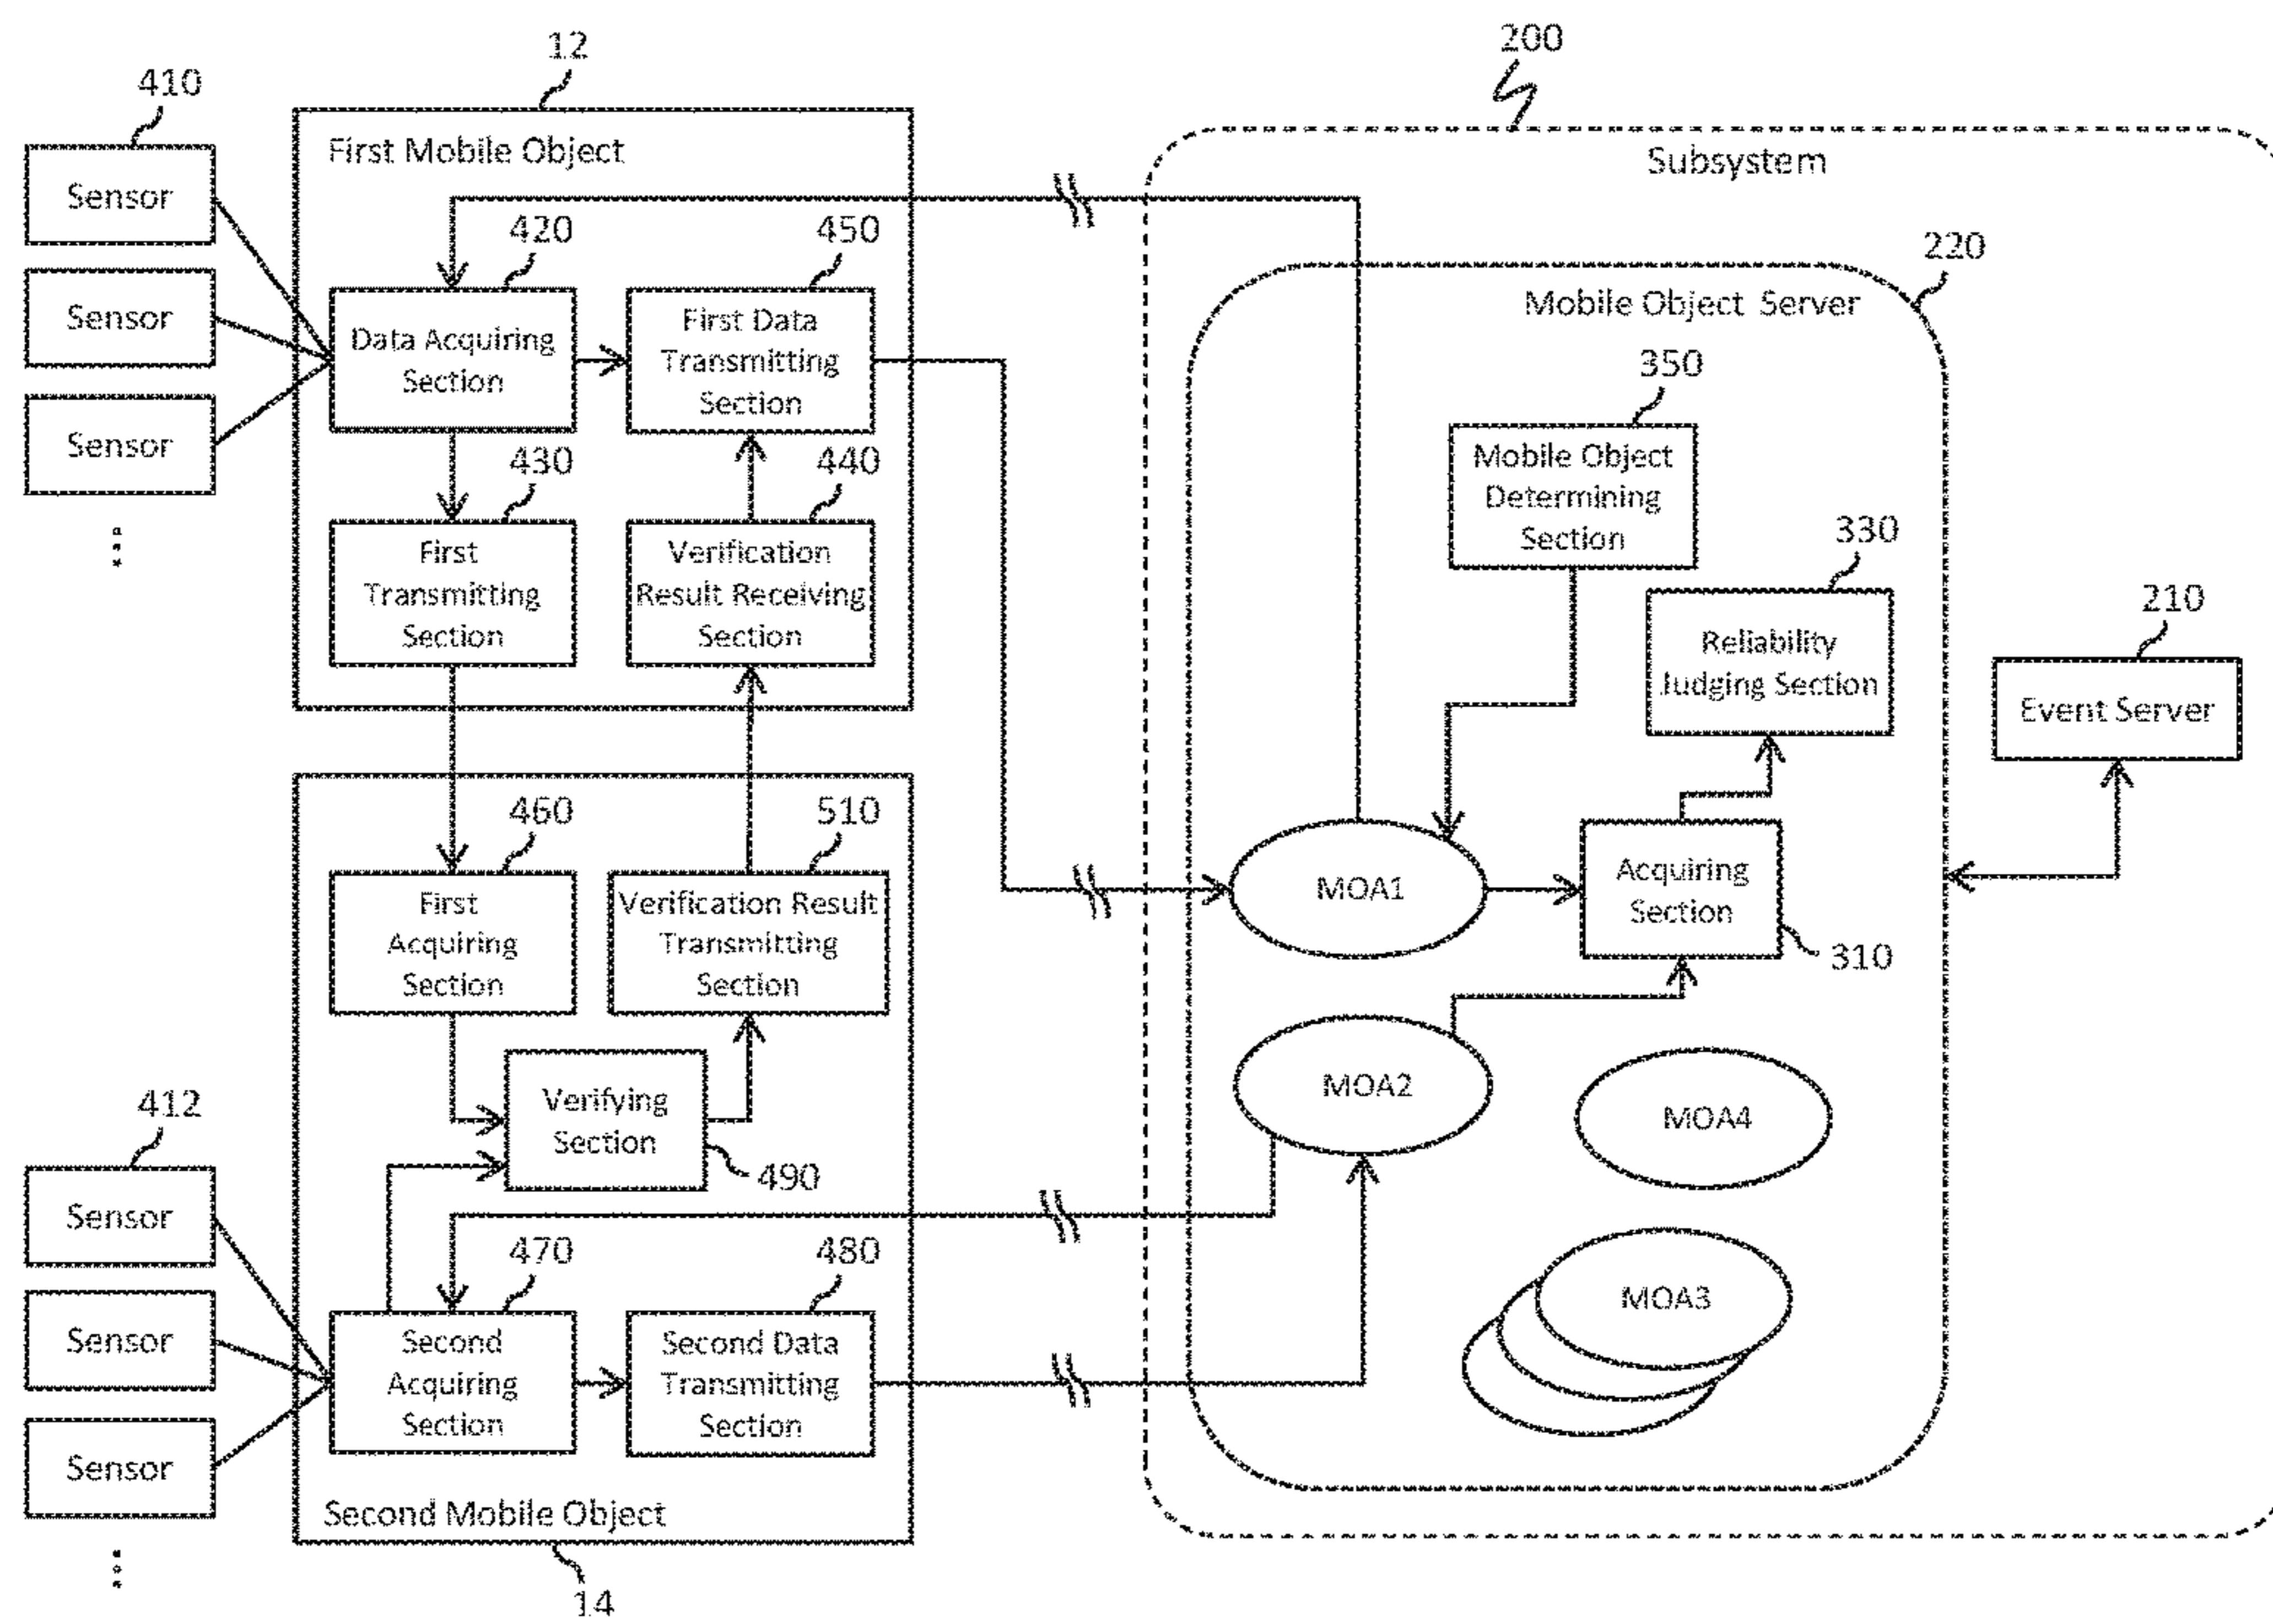 12
200
410
First Mobile Object
Subsystem
Sensor
420
450
220
Sensor
Data Acquiring
Section
First Data
Transmitting
Section
Mobile Object Server
350
Sensor
430
440
Mobile Object
Determining
Section
330
First
Transmitting
Section
Verification
Result Receiving
Section
Reliability
Judging Section
210
Event Server
460
510
First
Acquiring
Section
Verification Result
Transmitting
Section
MOA1
Acquiring
Section
310
412
Verifying
Section
490
MOA2
MOA4
Sensor
470
480
Sensor
Second
Acquiring
Section
Second Data
Transmitting
Section
MOA3
Sensor
Second Mobile Object
14